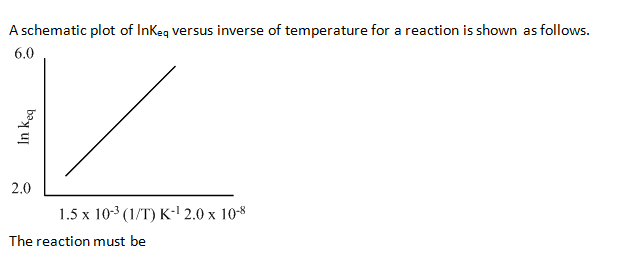 A schematic plot of lnKeq versus inverse of temperature for a reaction is shown as follows.
6.0
ln keq
2.0
1.5 x 10-3 (1/T) K-1 2.0 x 10-8
The reaction must be